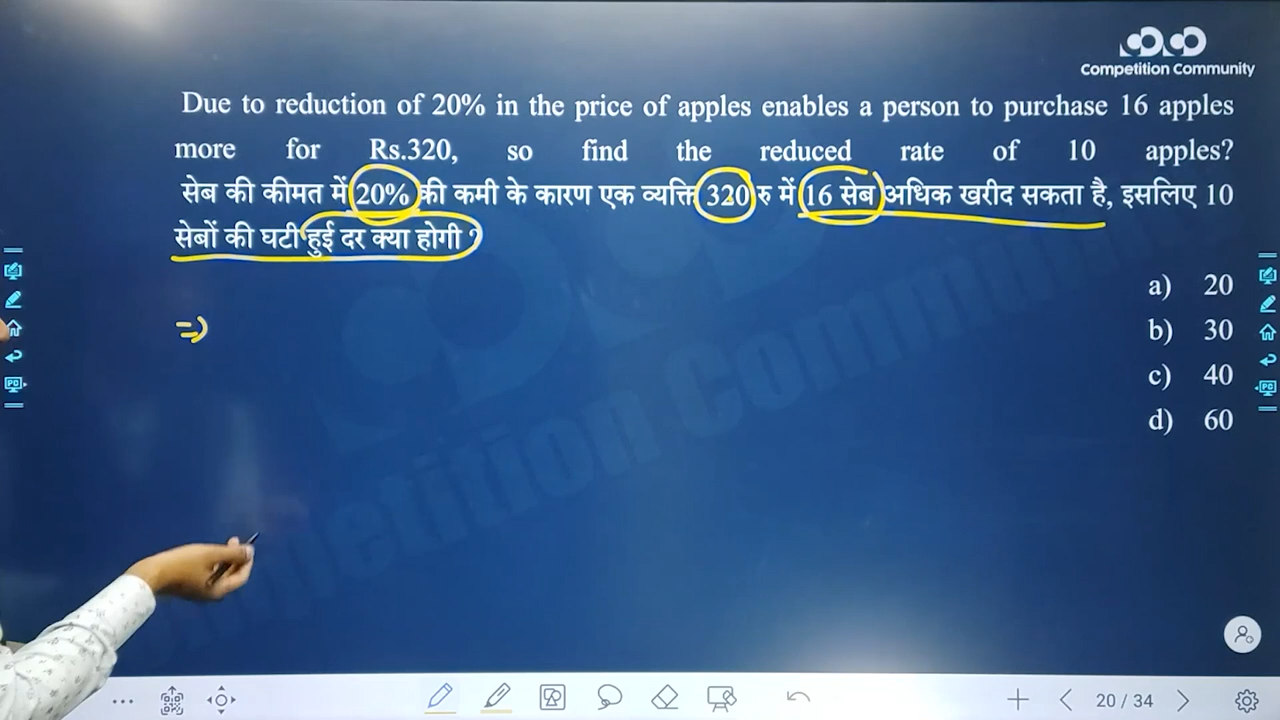 Competition Community
Due to reduction of 20% in the price of apples enables a person to purchase 16 apples
more for Rs.320, so find the reduced rate of 10 apples?
सेब की कीमत में 20% की कमी के कारण एक व्यक्ति 320 रु में 16 सेब अधिक खरीद सकता है, इसलिए 10
सेबों की घटी हुई दर क्या होगी ?
a) 20
b) 30
c) 40
d) 60
=>
Competition Community
20 / 34